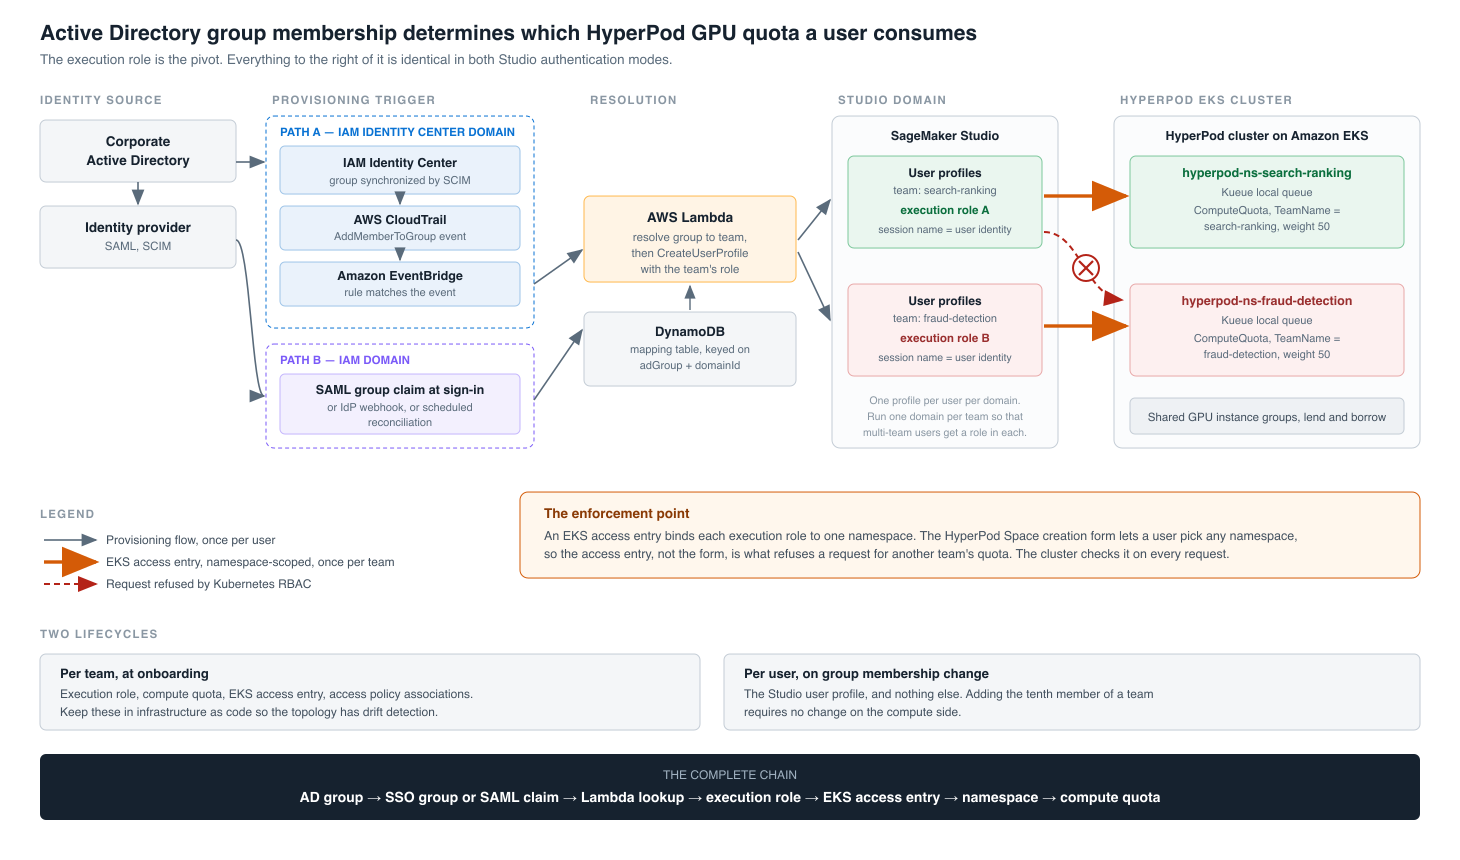 Active Directory group membership determines which HyperPod GPU quota a user consumes
The execution role is the pivot. Everything to the right of it is identical in both Studio authentication modes.
IDENTITY SOURCE
Corporate
Active Directory
Identity provider
SAML, SCIM
PROVISIONING TRIGGER
PATH A — IAM IDENTITY CENTER DOMAIN
IAM Identity Center
group synchronized by SCIM
AWS CloudTrail
AddMemberToGroup event
Amazon EventBridge
rule matches the event
PATH B — IAM DOMAIN
SAML group claim at sign-in
or IdP webhook, or scheduled
reconciliation
RESOLUTION
AWS Lambda
resolve group to team,
then CreateUserProfile
with the team's role
DynamoDB
mapping table, keyed on
adGroup + domainId
STUDIO DOMAIN
SageMaker Studio
User profiles
team: search-ranking
execution role A
session name = user identity
User profiles
team: fraud-detection
execution role B
session name = user identity
One profile per user per domain.
Run one domain per team so that
multi-team users get a role in each.
HYPERPOD EKS CLUSTER
HyperPod cluster on Amazon EKS
hyperpod-ns-search-ranking
Kueue local queue
ComputeQuota, TeamName =
search-ranking, weight 50
hyperpod-ns-fraud-detection
Kueue local queue
ComputeQuota, TeamName =
fraud-detection, weight 50
Shared GPU instance groups, lend and borrow
LEGEND
Provisioning flow, once per user
EKS access entry, namespace-scoped, once per team
Request refused by Kubernetes RBAC
The enforcement point
An EKS access entry binds each execution role to one namespace. The HyperPod Space creation form lets a user pick any namespace,
so the access entry, not the form, is what refuses a request for another team's quota. The cluster checks it on every request.
TWO LIFECYCLES
Per team, at onboarding
Execution role, compute quota, EKS access entry, access policy associations.
Keep these in infrastructure as code so the topology has drift detection.
Per user, on group membership change
The Studio user profile, and nothing else. Adding the tenth member of a team
requires no change on the compute side.
THE COMPLETE CHAIN
AD group → SSO group or SAML claim → Lambda lookup → execution role → EKS access entry → namespace → compute quota